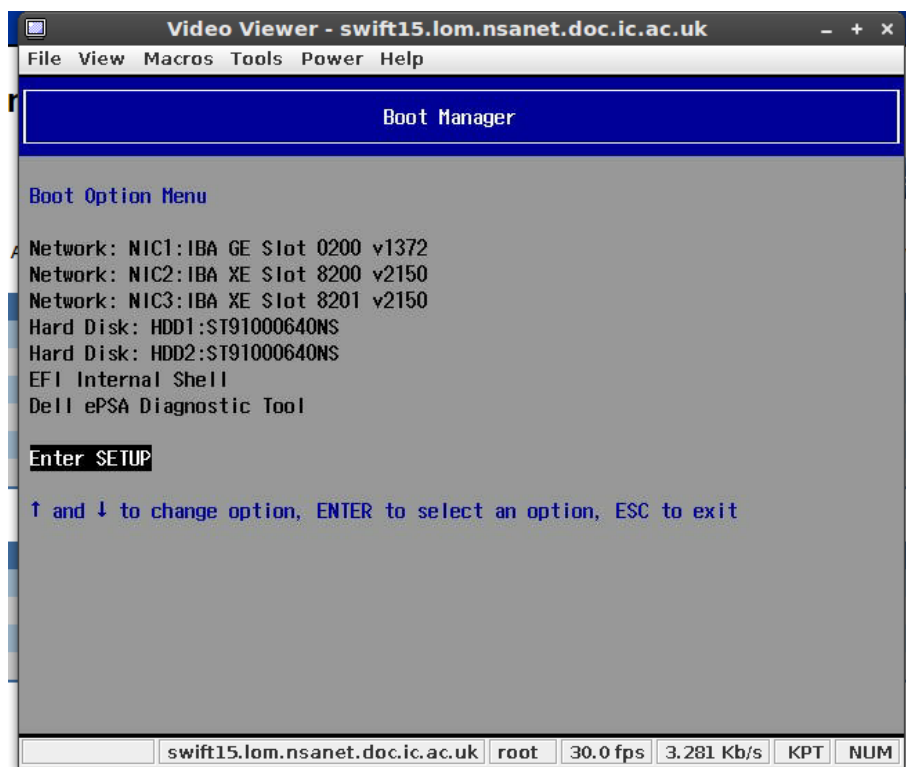 Video Viewer - swift15.lom.nsanet.doc.ic.ac.uk
File View Macros Tools Power Help
Boot Manager
Boot Option Menu
Network: NIC1:IBA GE Slot 0200 v1372
Network: NIC2:IBA XE Slot 8200 v2150
Network: NIC3:IBA XE Slot 8201 v2150
Hard Disk: HDD1:ST91000640NS
Hard Disk: HDD2:ST91000640NS
EFI Internal Shell
Dell ePSA Diagnostic Tool
Enter SETUP
↑ and ↓ to change option, ENTER to select an option, ESC to exit
swift15.lom.nsanet.doc.ic.ac.uk root 30.0 fps 3.281 Kb/s KPT NUM